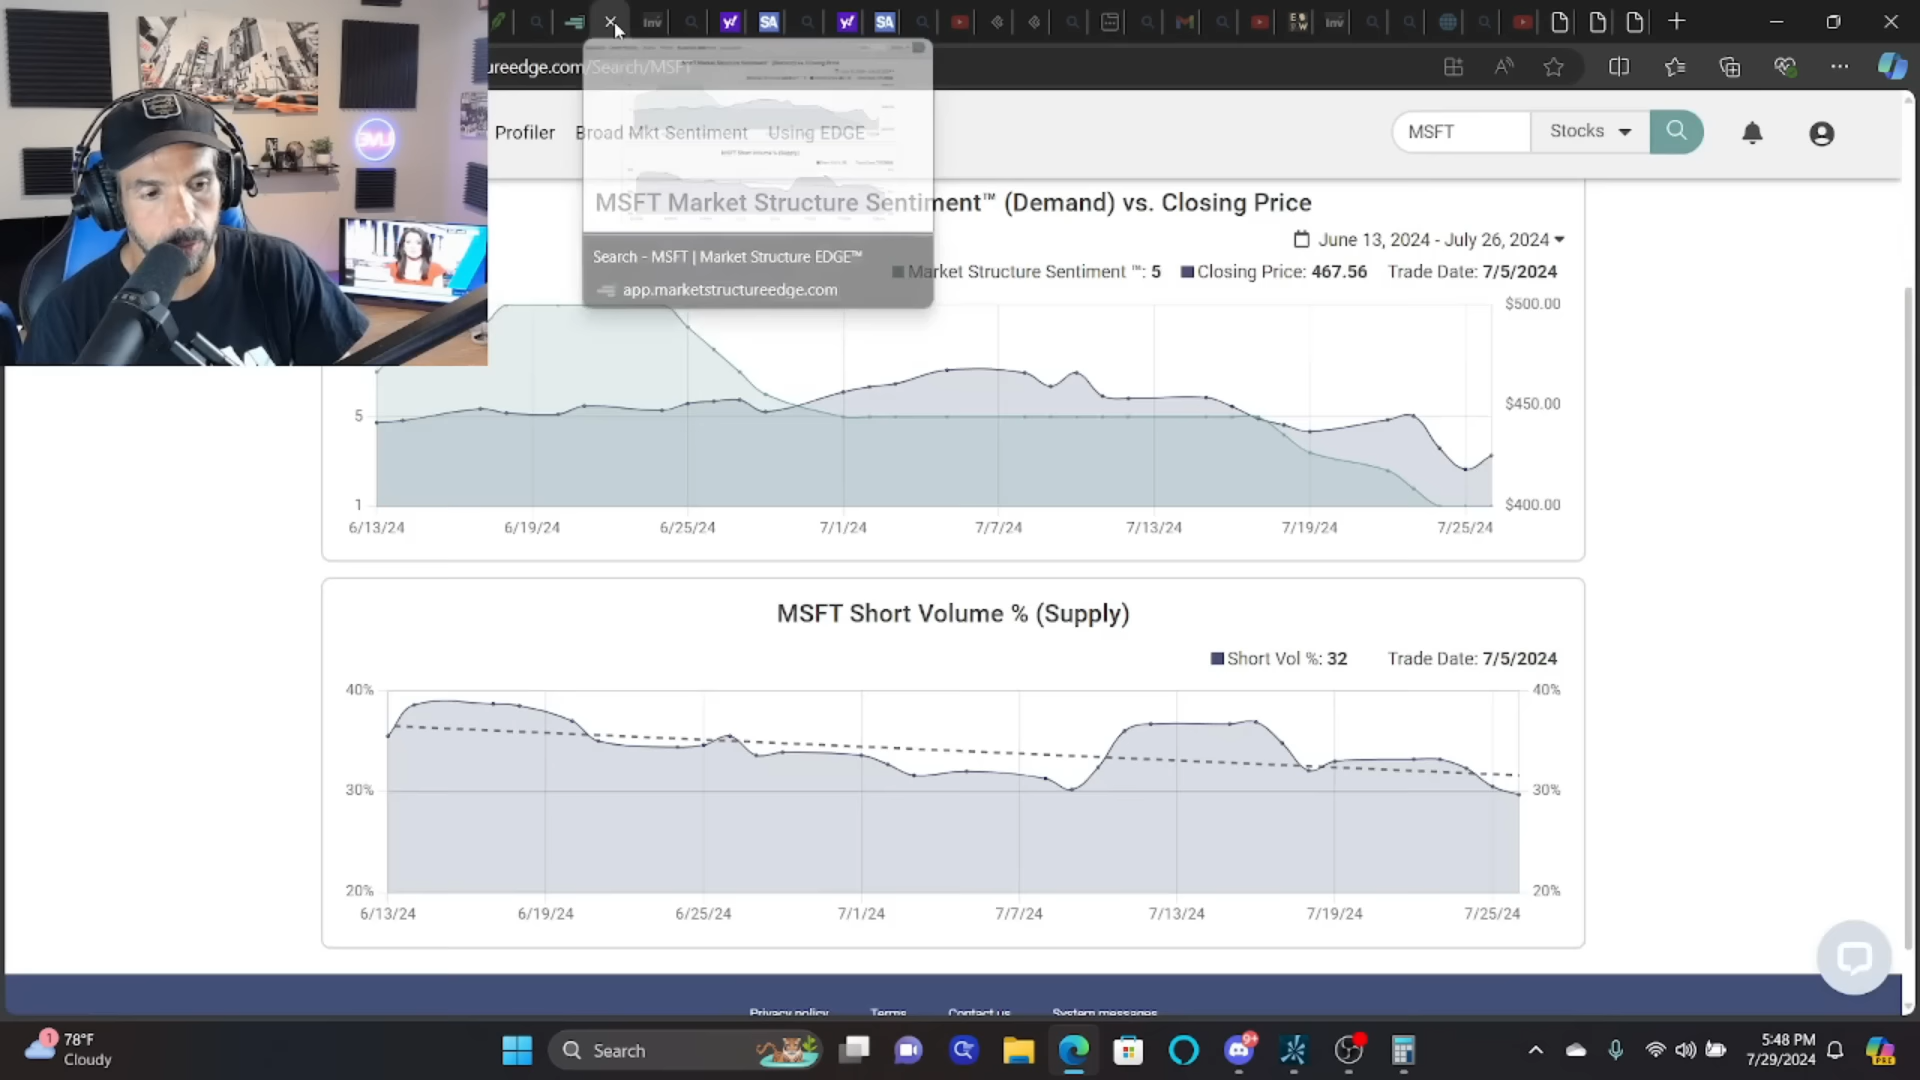 ureedge.com/Search/MSFT
Profiler
Broad Mkt Sentiment
Using EDGE
MSFT
Stocks
MSFT Market Structure Sentiment™ (Demand) vs. Closing Price
Search - MSFT | Market Structure EDGE™
app.marketstructureedge.com
June 13, 2024 - July 26, 2024
Market Structure Sentiment ™: 5
Closing Price: 467.56
Trade Date: 7/5/2024
$500.00
5
$450.00
1
$400.00
6/13/24
6/19/24
6/25/24
7/1/24
7/7/24
7/13/24
7/19/24
7/25/24
MSFT Short Volume % (Supply)
Short Vol %: 32
Trade Date: 7/5/2024
40%
40%
30%
30%
20%
20%
6/13/24
6/19/24
6/25/24
7/1/24
7/7/24
7/13/24
7/19/24
7/25/24
Privacy policy
Terms
Contact us
System messages
1
78°F
Cloudy
Search
9+
5:48 PM
7/29/2024